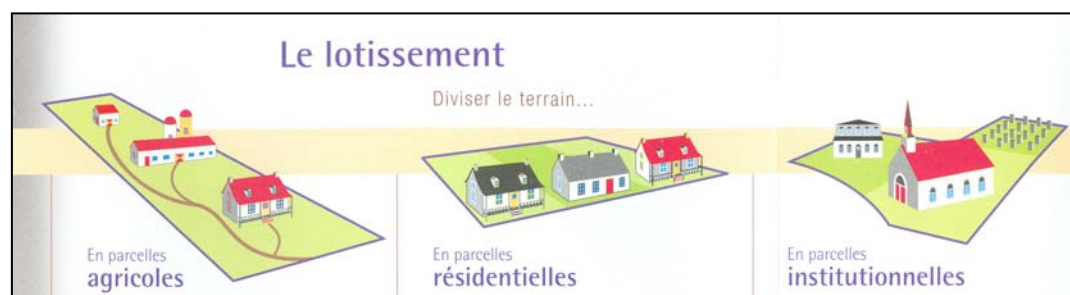 Le lotissement
Diviser le terrain...
En parcelles
agricoles
En parcelles
résidentielles
En parcelles
institutionnelles